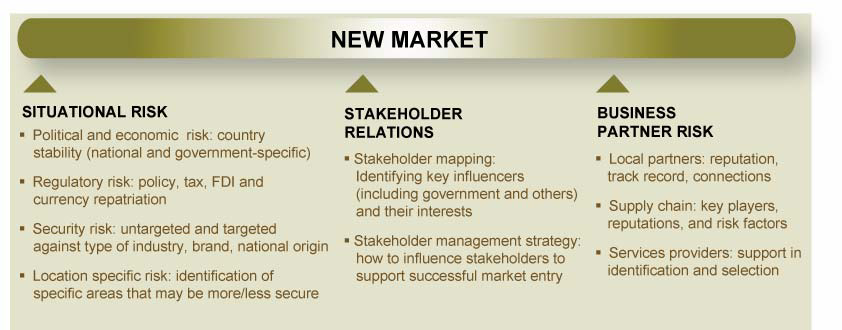 NEW MARKET
SITUATIONAL RISK
▪ Political and economic risk: country
stability (national and government-specific)
▪ Regulatory risk: policy, tax, FDI and
currency repatriation
▪ Security risk: untargeted and targeted
against type of industry, brand, national origin
▪ Location specific risk: identification of
specific areas that may be more/less secure
STAKEHOLDER
RELATIONS
▪ Stakeholder mapping:
Identifying key influencers
(including government and others)
and their interests
▪ Stakeholder management strategy:
how to influence stakeholders to
support successful market entry
BUSINESS
PARTNER RISK
▪ Local partners: reputation,
track record, connections
▪ Supply chain: key players,
reputations, and risk factors
▪ Services providers: support in
identification and selection